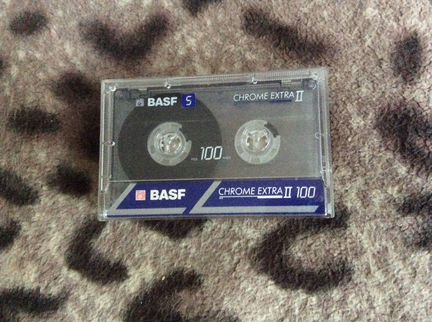 BASF 5 CHROME EXTRA II
100
BASF CHROME EXTRA II 100